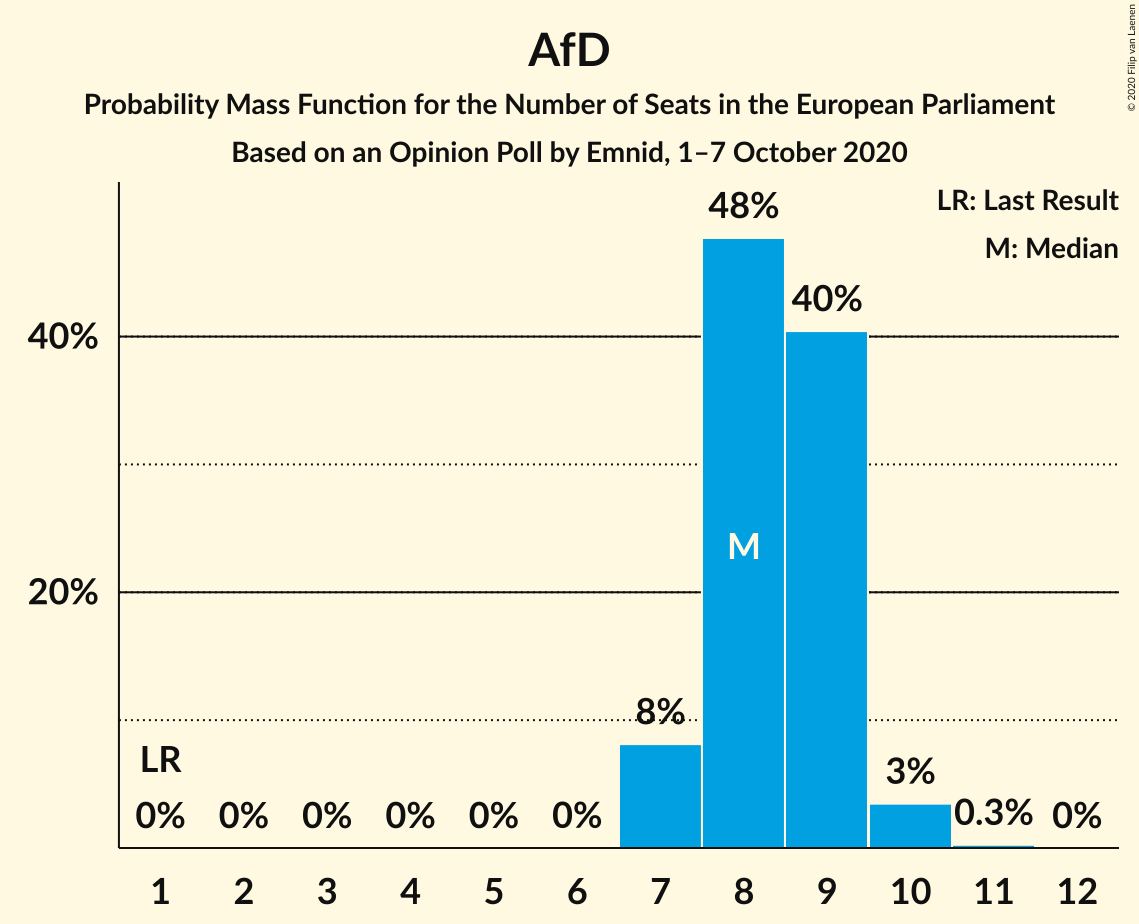 AfD
Probability Mass Function for the Number of Seats in the European Parliament
Based on an Opinion Poll by Emnid, 1–7 October 2020
© 2020 Filip van Laenen
LR: Last Result
M: Median
48%
40%
40%
M
20%
8%
LR
3%
0% 0% 0% 0% 0% 0% 0.3% 0%
1 2 3 4 5 6 7 8 9 10 11 12